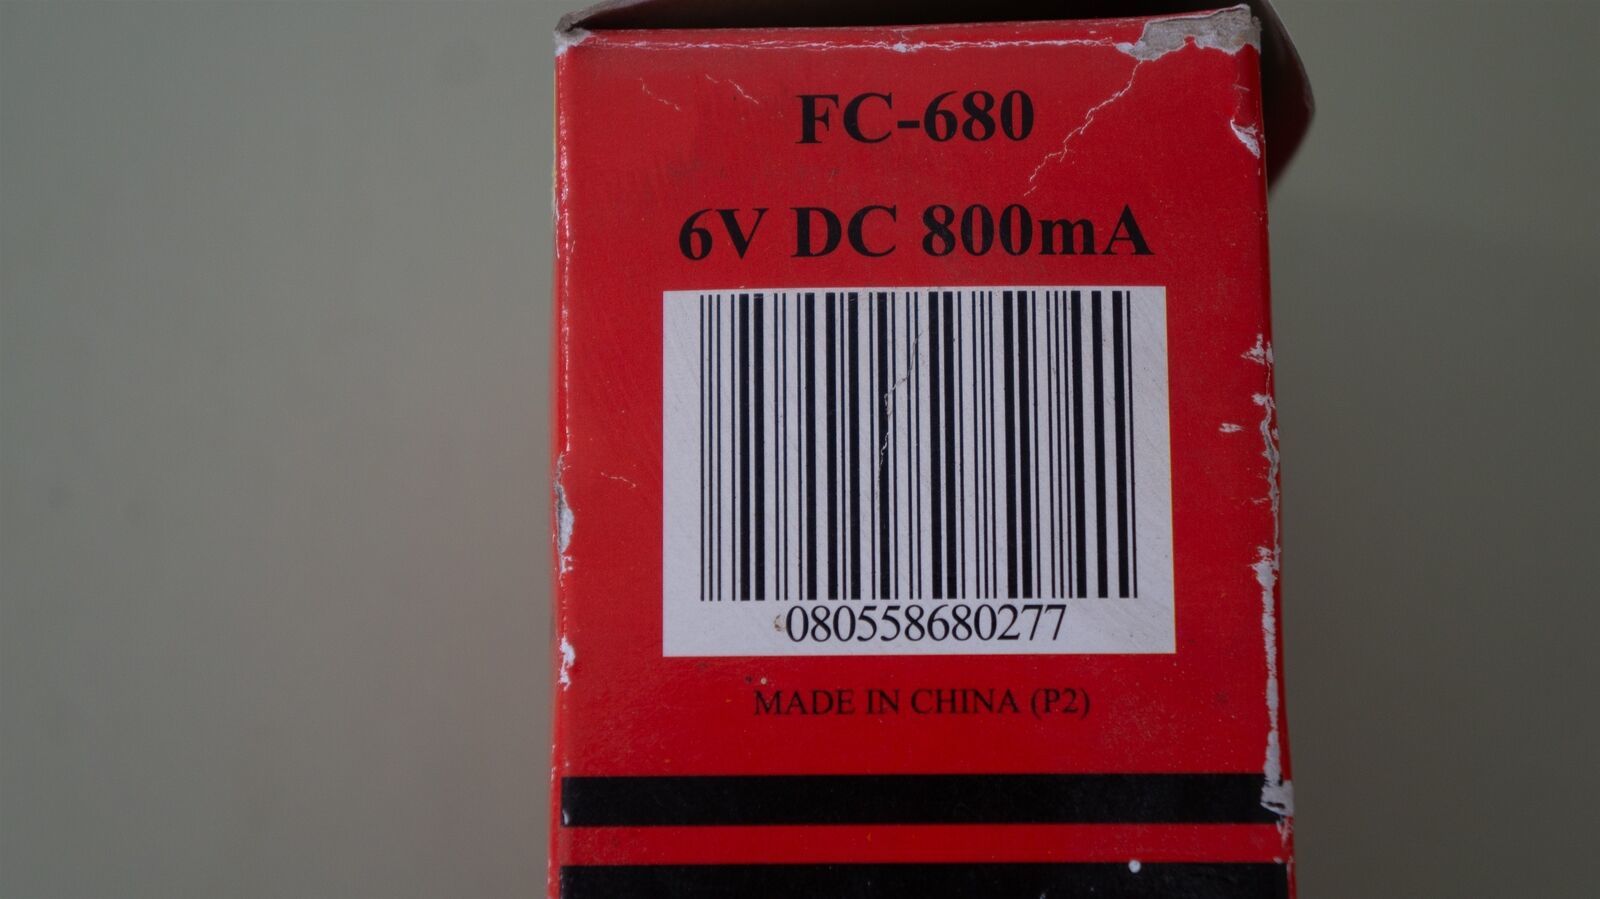 FC-680
6V DC 800mA
080558680277
MADE IN CHINA (P2)